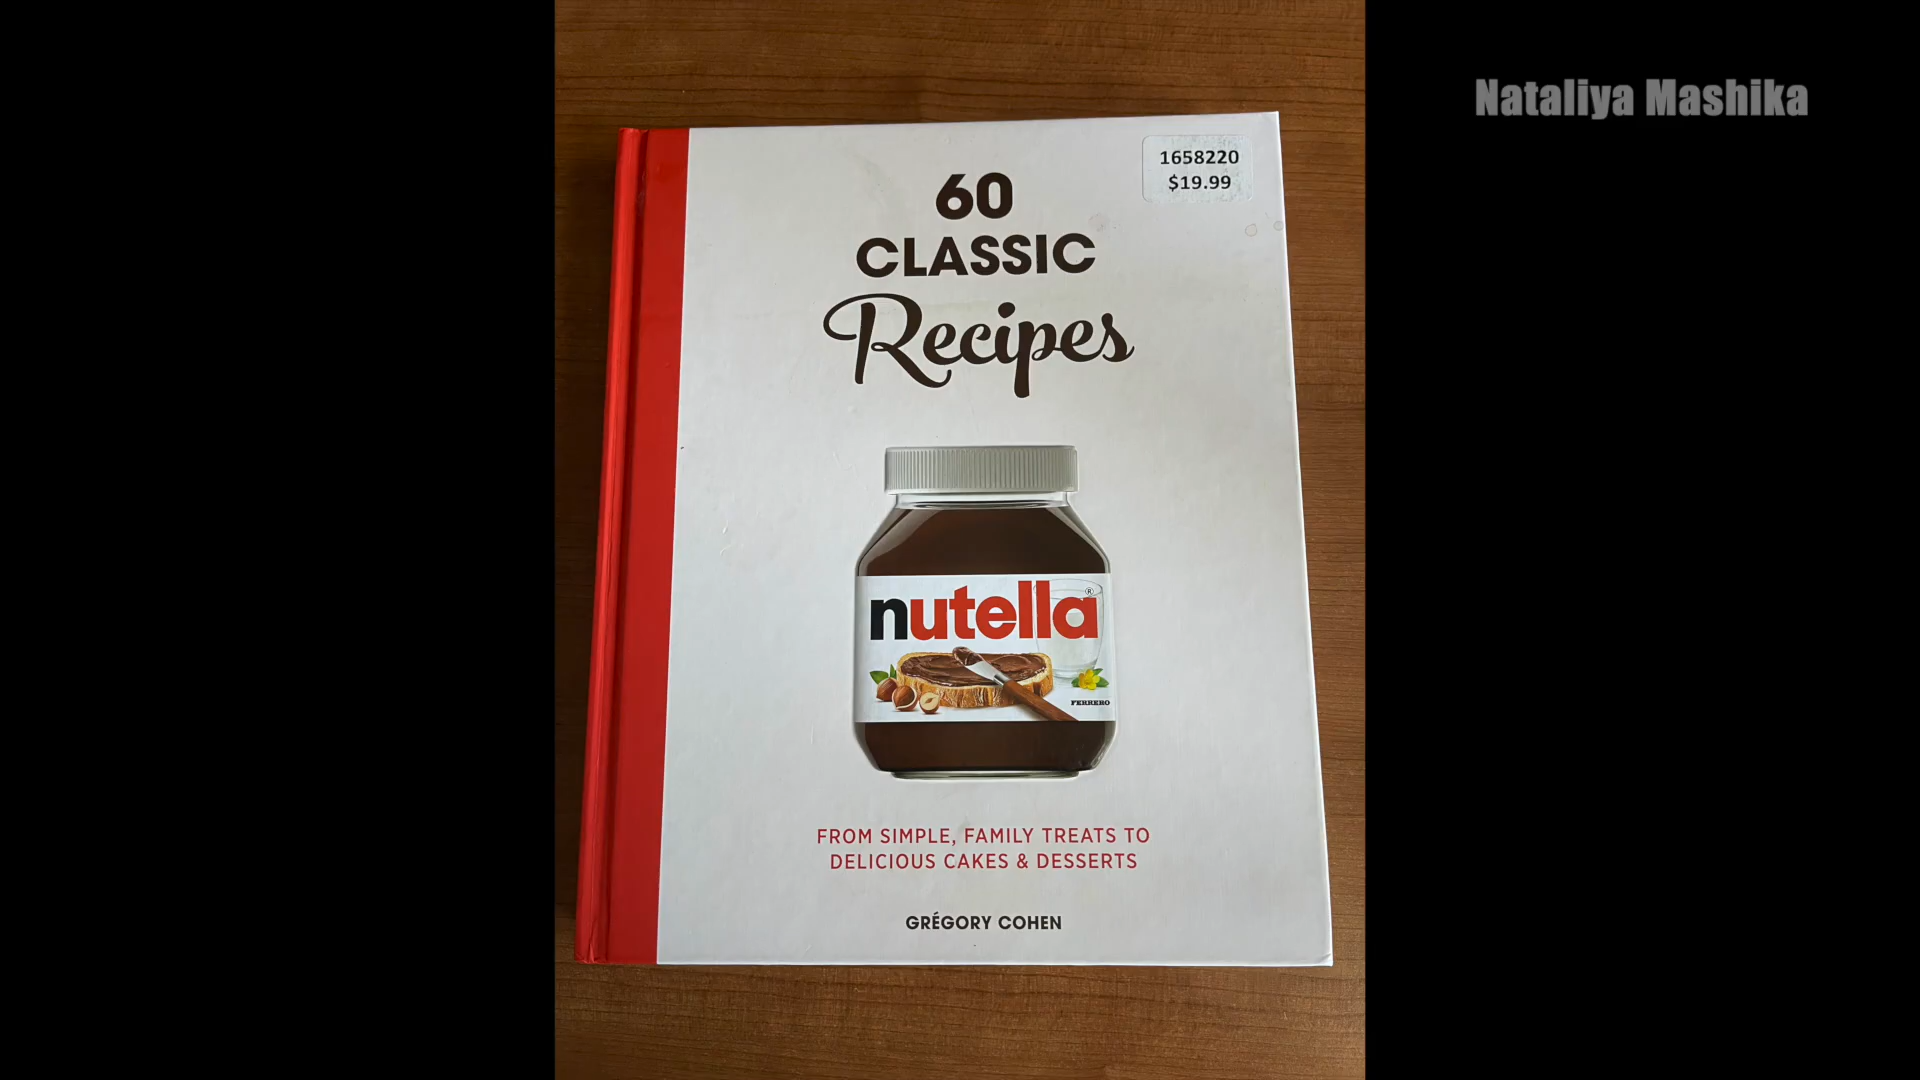 Nataliya Mashika
1658220
$19.99
60
CLASSIC
Recipes
nutella®
FERRERO
FROM SIMPLE, FAMILY TREATS TO
DELICIOUS CAKES & DESSERTS
GRÉGORY COHEN